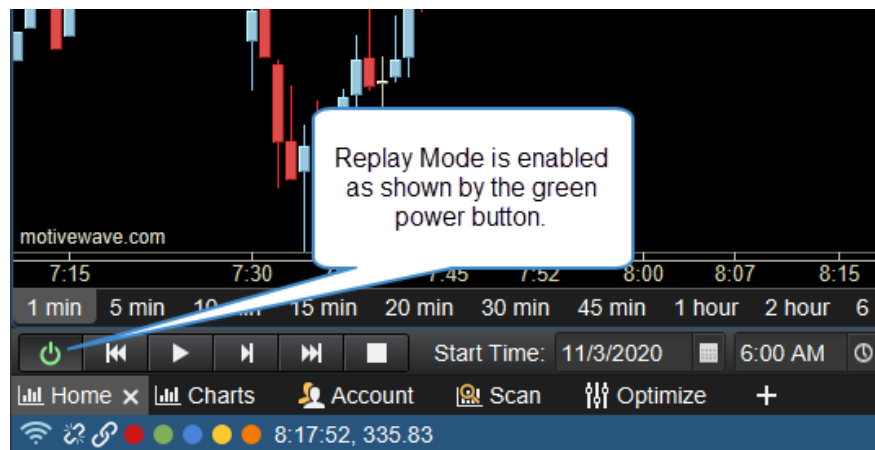 Replay Mode is enabled
as shown by the green
power button.
motivewave.com
7:15 7:30 7:45 7:52 8:00 8:07 8:15
1 min 5 min 10 min 15 min 20 min 30 min 45 min 1 hour 2 hour 6
Start Time: 11/3/2020 6:00 AM
Home Charts Account Scan Optimize
8:17:52, 335.83